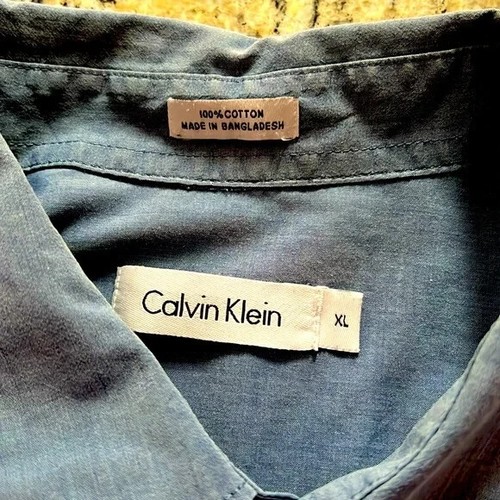 100% COTTON
MADE IN BANGLADESH
Calvin Klein
XL